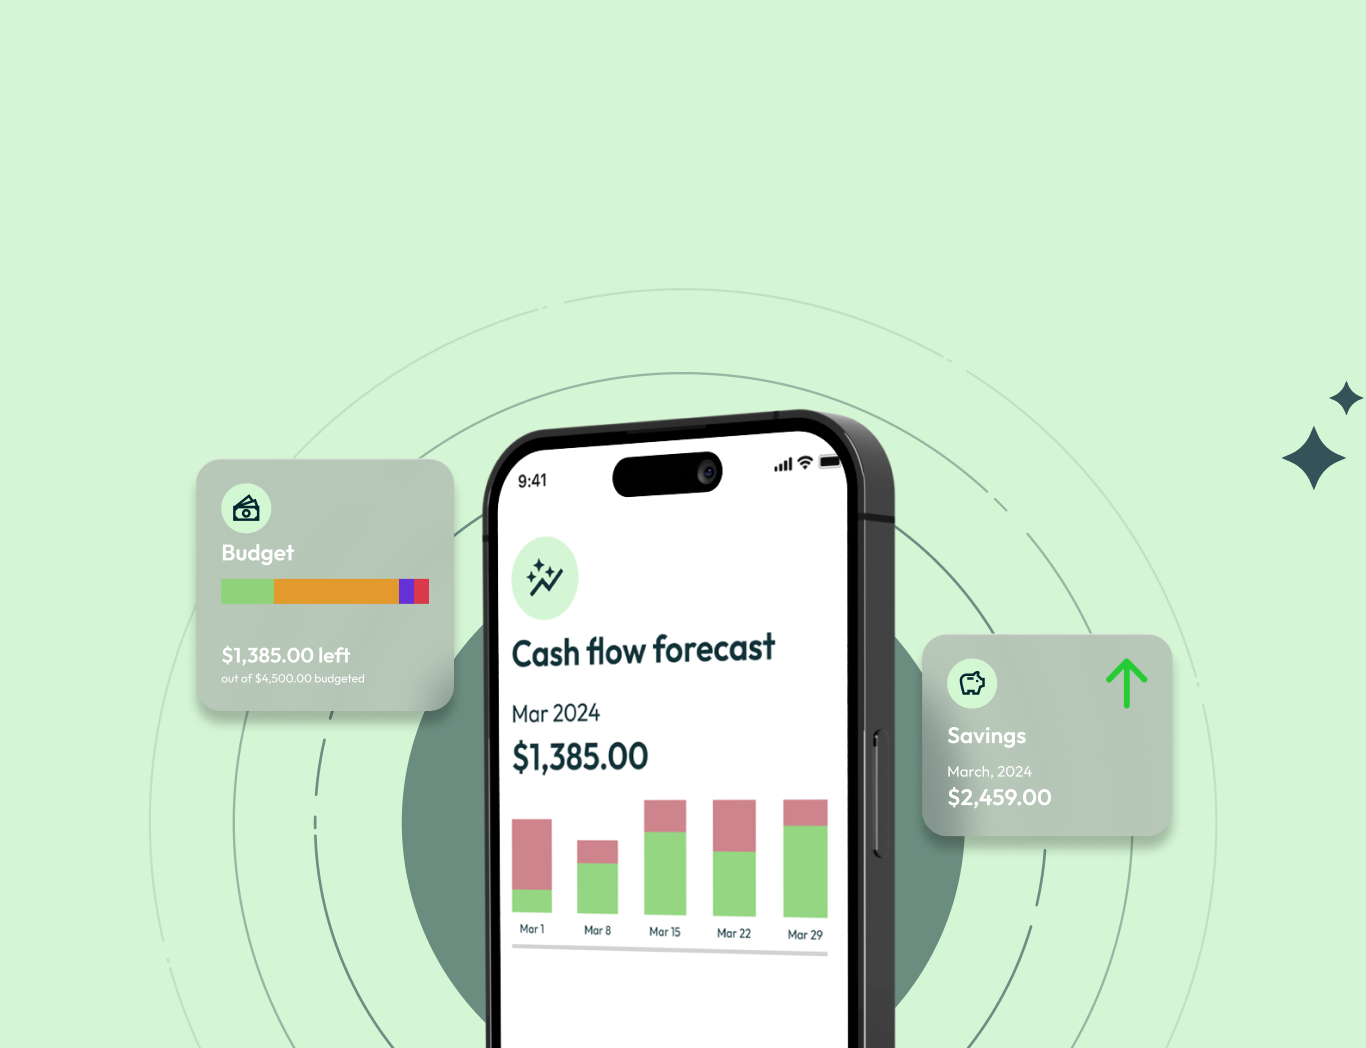 9:41
Budget
$1,385.00 left
out of $4,500.00 budgeted
Cash flow forecast
Mar 2024
$1,385.00
Mar 1
Mar 8
Mar 15
Mar 22
Mar 29
Savings
March, 2024
$2,459.00